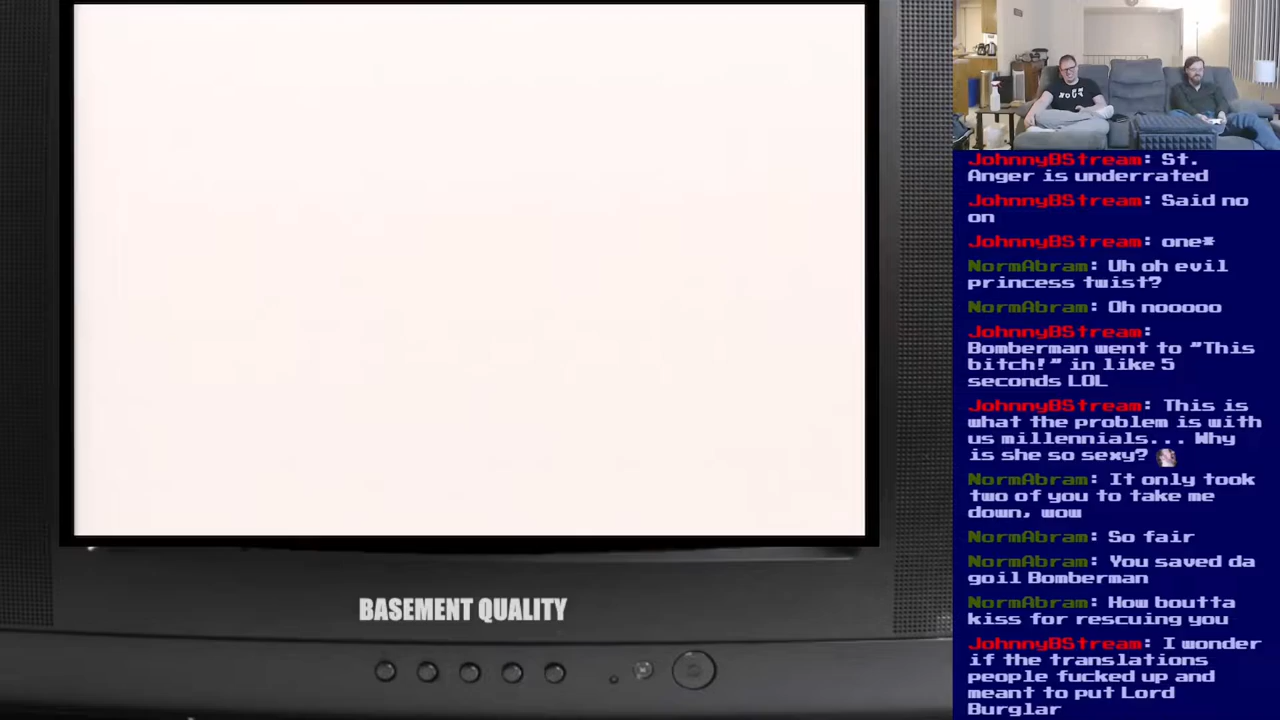 JohnnyBStream: St.
Anger is underrated
JohnnyBStream: Said no
on
JohnnyBStream: one*
NormAbram: Uh oh evil
princess twist?
NormAbram: Oh nooooo
JohnnyBStream:
Bomberman went to "This
bitch!" in like 5
seconds LOL
JohnnyBStream: This is
what the problem is with
us millennials... Why
is she so sexy?
NormAbram: It only took
two of you to take me
down, wow
NormAbram: So fair
NormAbram: You saved da
goil Bomberman
NormAbram: How boutta
kiss for rescuing you
JohnnyBStream: I wonder
if the translations
people fucked up and
meant to put Lord
Burglar
BASEMENT QUALITY